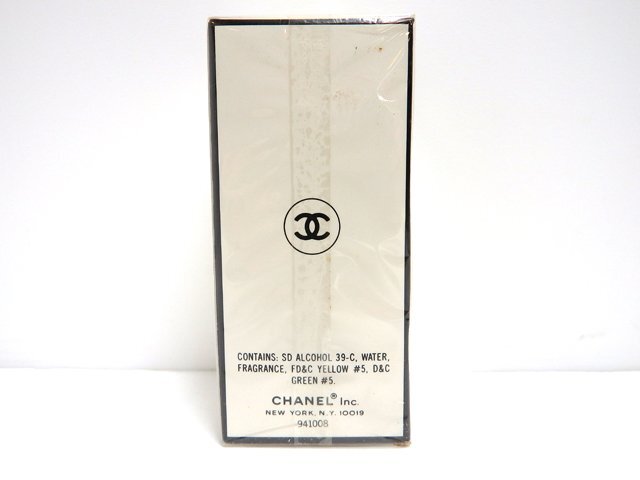 CONTAINS: SD ALCOHOL 39-C, WATER,
FRAGRANCE, FD&C YELLOW #5, D&C
GREEN #5.
CHANEL® Inc.
NEW YORK, N.Y. 10019
941008